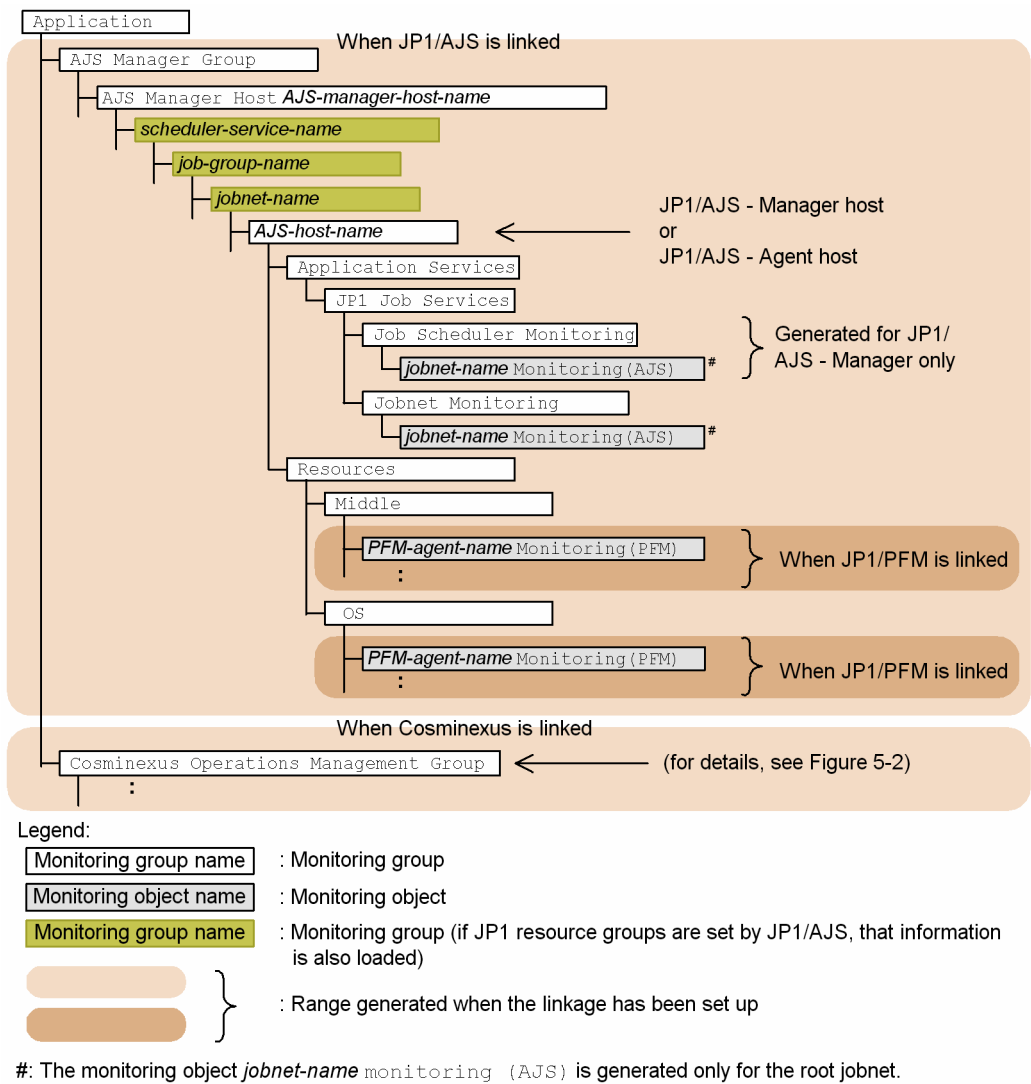 Application
When JP1/AJS is linked
AJS Manager Group
AJS Manager Host AJS-manager-host-name
scheduler-service-name
job-group-name
jobnet-name
AJS-host-name
JP1/AJS - Manager host
or
JP1/AJS - Agent host
Application Services
JP1 Job Services
Job Scheduler Monitoring
jobnet-name Monitoring(AJS) #
Generated for JP1/
AJS - Manager only
Jobnet Monitoring
jobnet-name Monitoring(AJS) #
Resources
Middle
PFM-agent-name Monitoring(PFM)
:
When JP1/PFM is linked
OS
PFM-agent-name Monitoring(PFM)
:
When JP1/PFM is linked
When Cosminexus is linked
Cosminexus Operations Management Group
(for details, see Figure 5-2)
:
Legend:
Monitoring group name : Monitoring group
Monitoring object name : Monitoring object
Monitoring group name : Monitoring group (if JP1 resource groups are set by JP1/AJS, that information
is also loaded)
: Range generated when the linkage has been set up
#: The monitoring object jobnet-name monitoring (AJS) is generated only for the root jobnet.